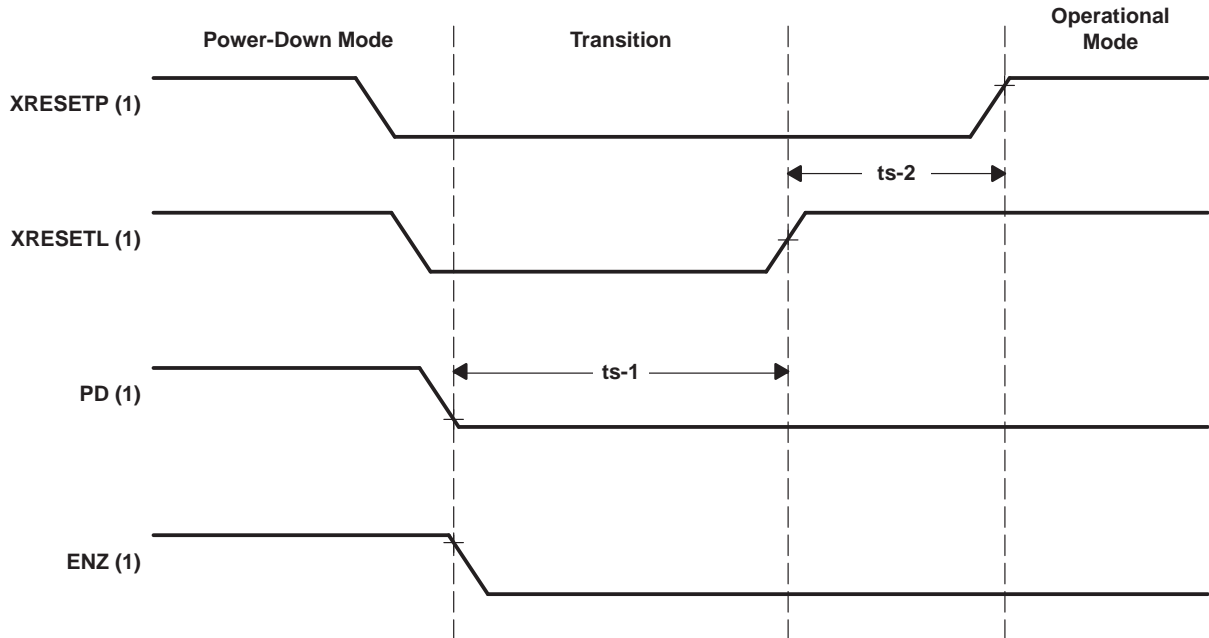 Power-Down Mode
Transition
Operational
Mode
XRESETP (1)
ts-2
XRESETL (1)
ts-1
PD (1)
ENZ (1)